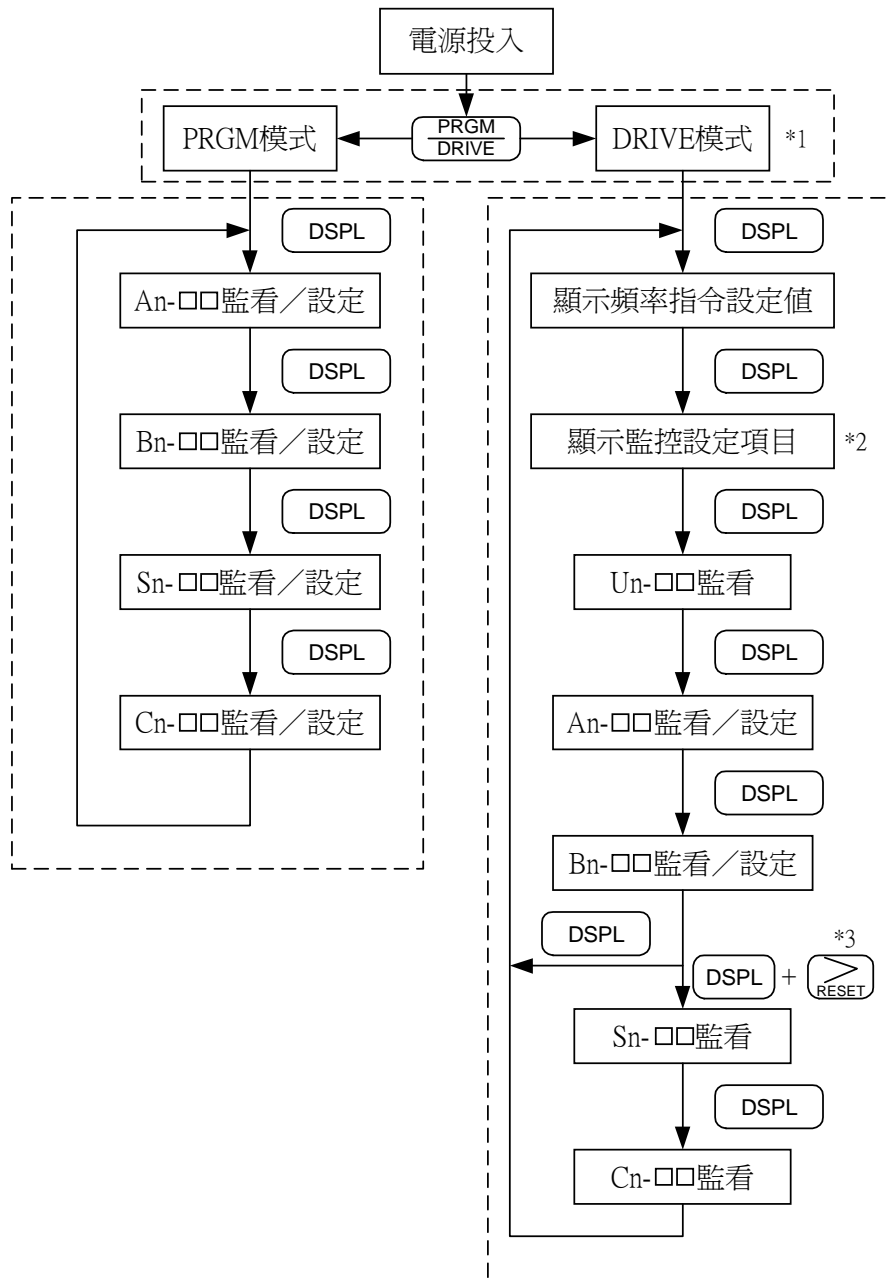 電源投入
PRGM模式
PRGM
DRIVE
DRIVE模式
*1
DSPL
An-□□監看／設定
DSPL
Bn-□□監看／設定
DSPL
Sn-□□監看／設定
DSPL
Cn-□□監看／設定
DSPL
顯示頻率指令設定值
DSPL
顯示監控設定項目
*2
DSPL
Un-□□監看
DSPL
An-□□監看／設定
DSPL
Bn-□□監看／設定
DSPL
*3
DSPL + >
RESET
Sn-□□監看
DSPL
Cn-□□監看